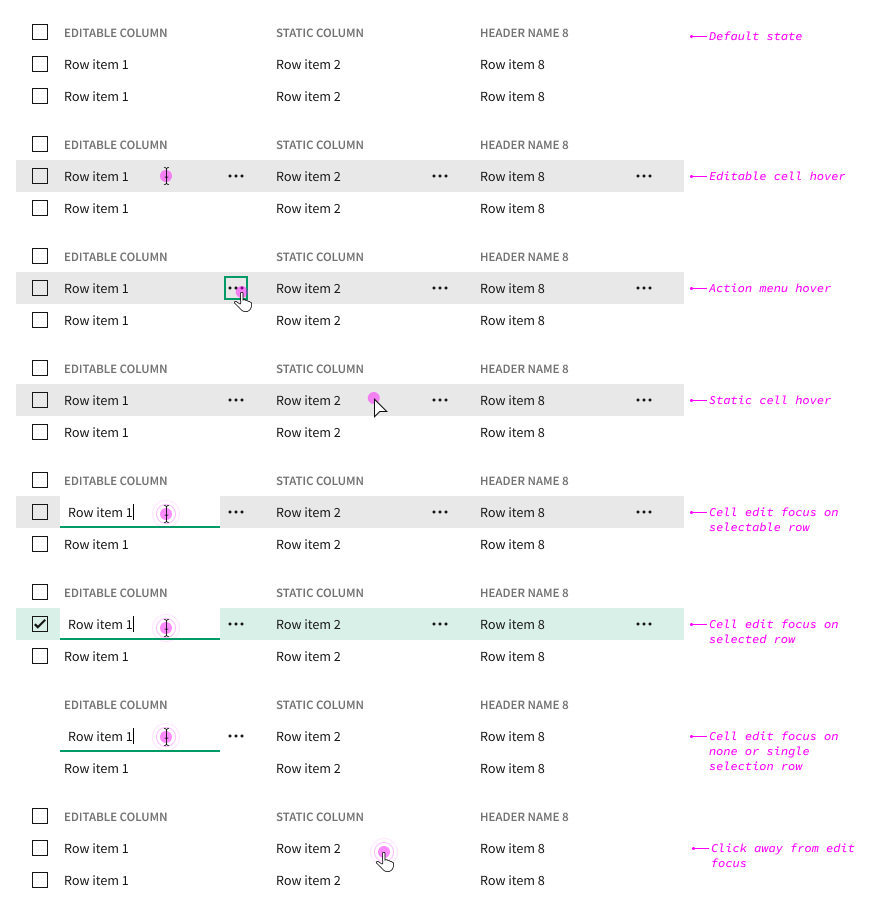 EDITABLE COLUMN STATIC COLUMN HEADER NAME 8 Default state
Row item 1 Row item 2 Row item 8
Row item 1 Row item 2 Row item 8
EDITABLE COLUMN STATIC COLUMN HEADER NAME 8
Row item 1 Row item 2 Row item 8 Editable cell hover
Row item 1 Row item 2 Row item 8
EDITABLE COLUMN STATIC COLUMN HEADER NAME 8
Row item 1 Row item 2 Row item 8 Action menu hover
Row item 1 Row item 2 Row item 8
EDITABLE COLUMN STATIC COLUMN HEADER NAME 8
Row item 1 Row item 2 Row item 8 Static cell hover
Row item 1 Row item 2 Row item 8
EDITABLE COLUMN STATIC COLUMN HEADER NAME 8
Row item 1 Row item 2 Row item 8 Cell edit focus on
selectable row
Row item 1 Row item 2 Row item 8
EDITABLE COLUMN STATIC COLUMN HEADER NAME 8
Row item 1 Row item 2 Row item 8 Cell edit focus on
selected row
Row item 1 Row item 2 Row item 8
EDITABLE COLUMN STATIC COLUMN HEADER NAME 8
Row item 1 Row item 2 Row item 8 Cell edit focus on
none or single
selection row
Row item 1 Row item 2 Row item 8
EDITABLE COLUMN STATIC COLUMN HEADER NAME 8
Row item 1 Row item 2 Row item 8 Click away from edit
focus
Row item 1 Row item 2 Row item 8